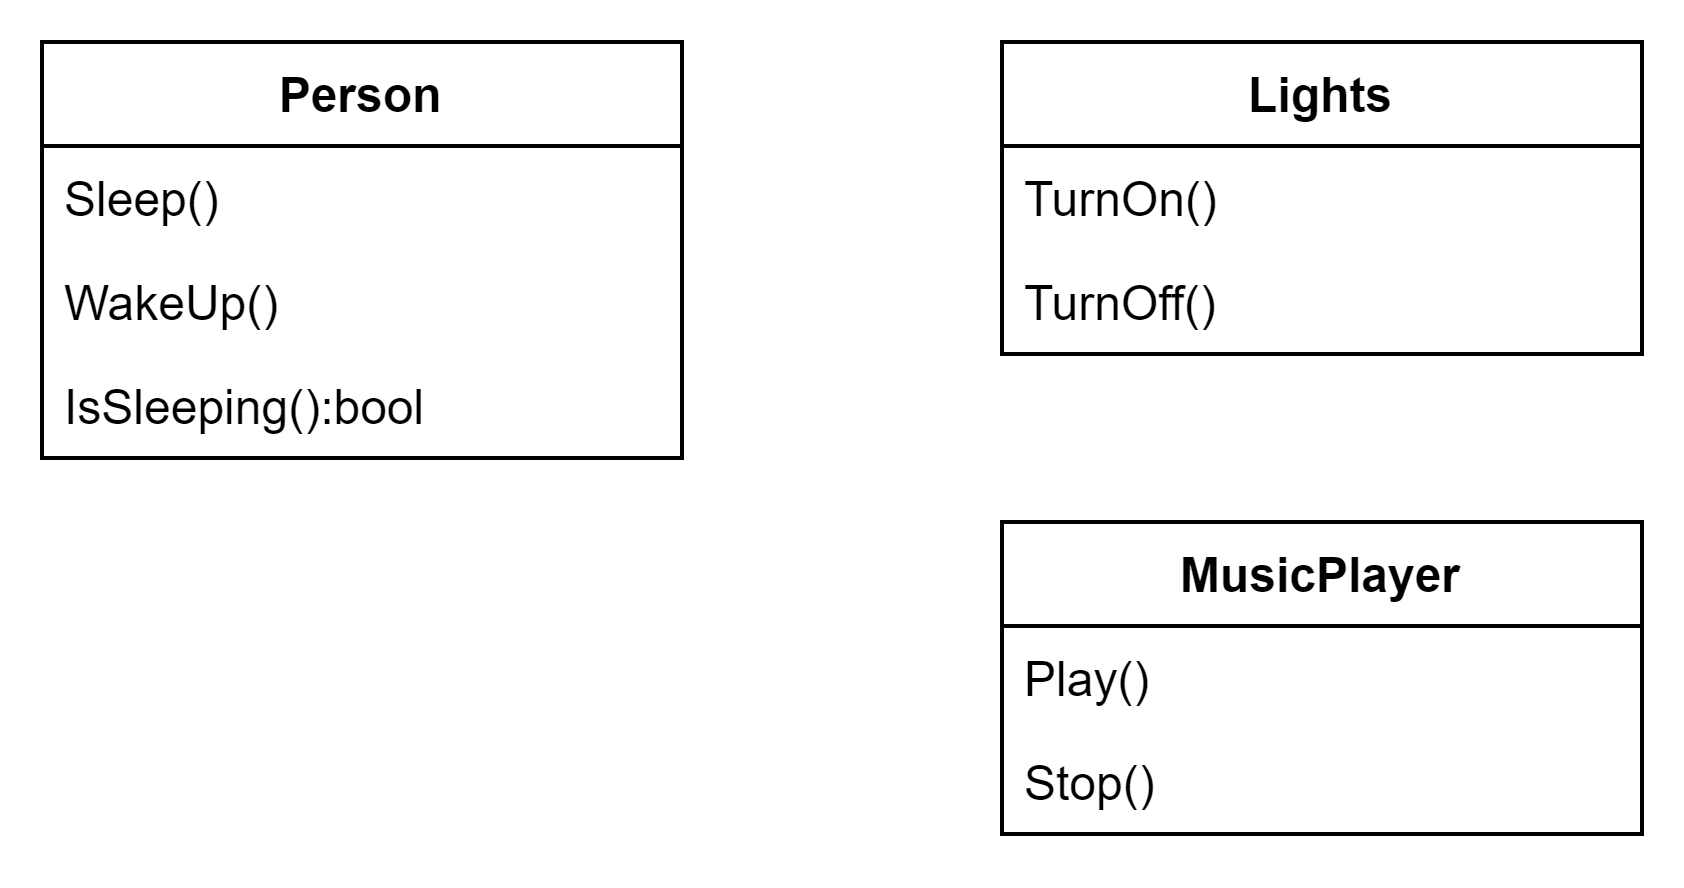 Person
Sleep()
WakeUp()
IsSleeping():bool
Lights
TurnOn()
TurnOff()
MusicPlayer
Play()
Stop()